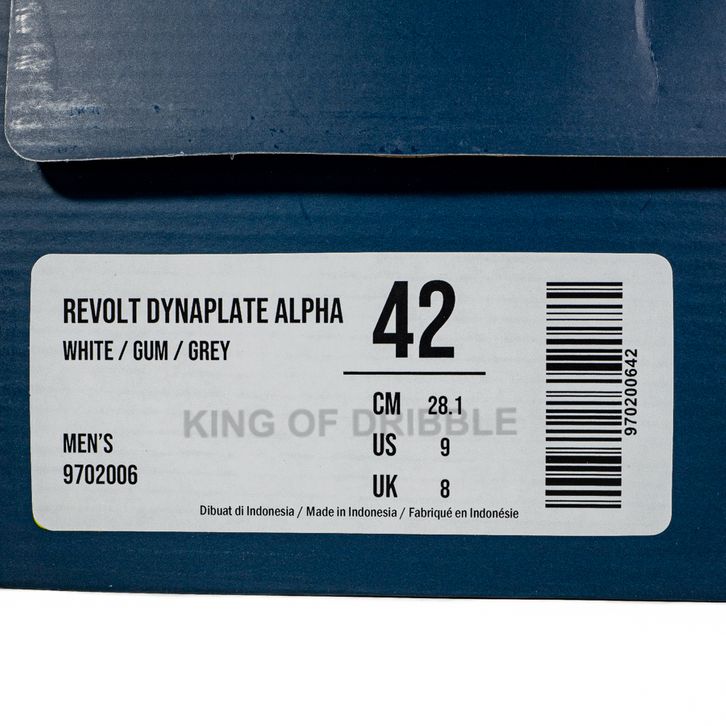 REVOLT DYNAPLATE ALPHA
WHITE / GUM / GREY
42
KING OF DRIBBLE
CM 28.1
US 9
UK 8
MEN'S
9702006
Dibuat di Indonesia / Made in Indonesia / Fabriqué en Indonésie
970200642